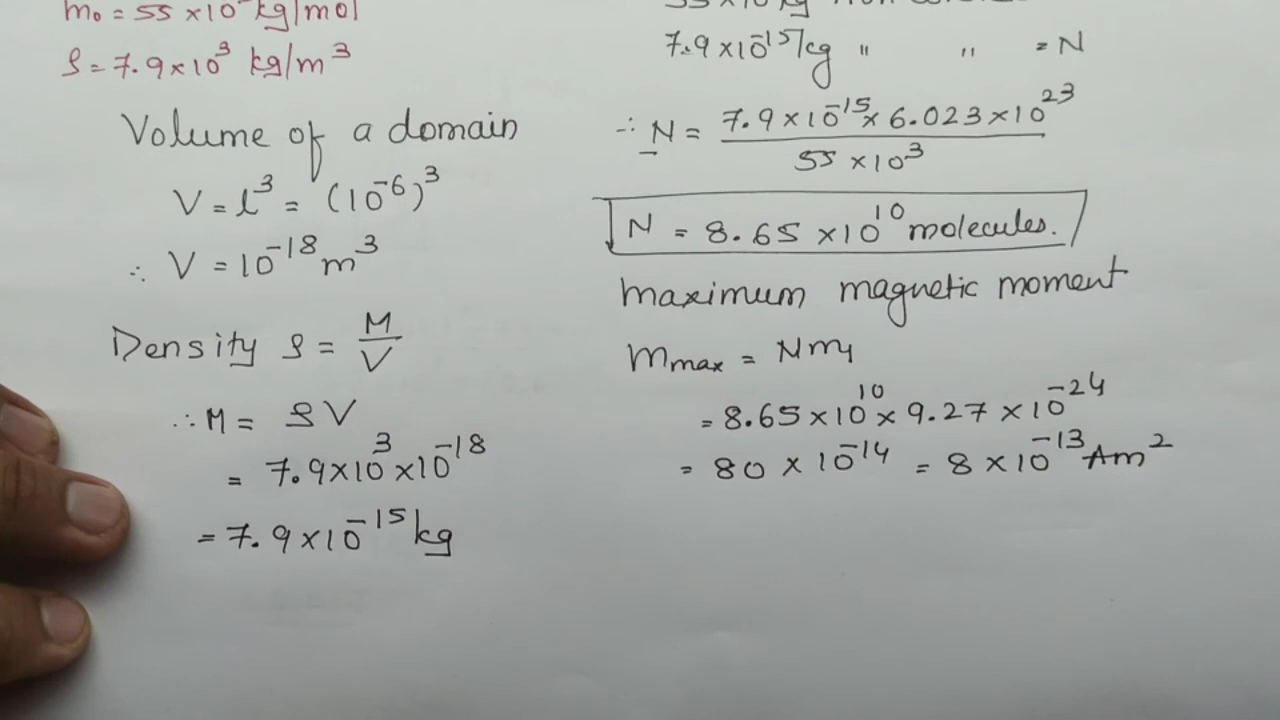 m₀ = 55 × 10 kg/mol
ρ = 7.9 × 10³ kg/m³
Volume of a domain
V = l³ = (10⁻⁶)³
∴ V = 10⁻¹⁸ m³
Density ρ = M/V
∴ M = ρV
= 7.9 × 10³ × 10⁻¹⁸
= 7.9 × 10⁻¹⁵ kg
7.9 × 10⁻¹⁵ kg " " = N
∴ N = 7.9 × 10⁻¹⁵ × 6.023 × 10²³
55 × 10³
N = 8.65 × 10¹⁰ molecules.
maximum magnetic moment
m_max = N m₁
= 8.65 × 10¹⁰ × 9.27 × 10⁻²⁴
= 80 × 10⁻¹⁴ = 8 × 10⁻¹³ Am²